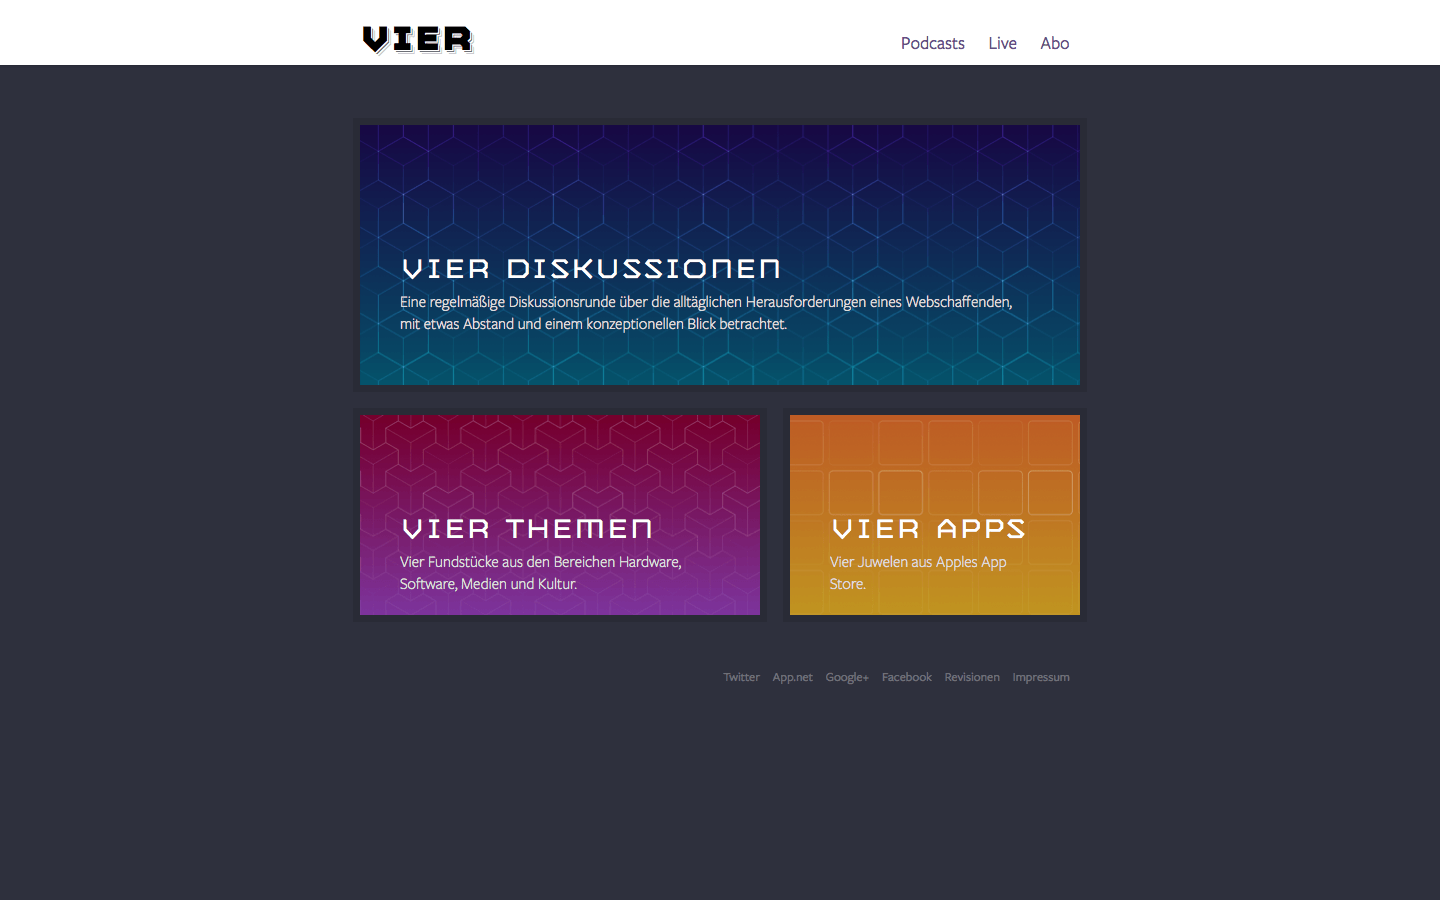 VIER
Podcasts Live Abo
VIER DISKUSSIONEN
Eine regelmäßige Diskussionsrunde über die alltäglichen Herausforderungen eines Webschaffenden,
mit etwas Abstand und einem konzeptionellen Blick betrachtet.
VIER THEMEN
Vier Fundstücke aus den Bereichen Hardware,
Software, Medien und Kultur.
VIER APPS
Vier Juwelen aus Apples App
Store.
Twitter App.net Google+ Facebook Revisionen Impressum